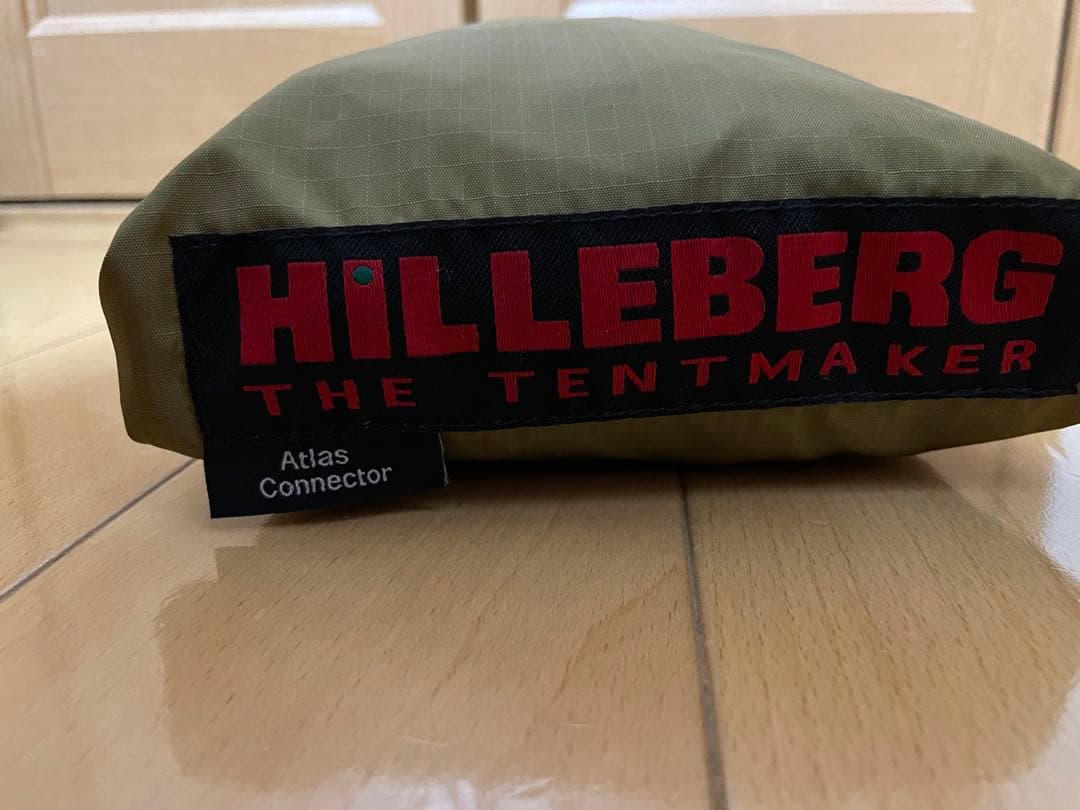 HiLLEBERG
THE TENTMAKER
Atlas
Connector